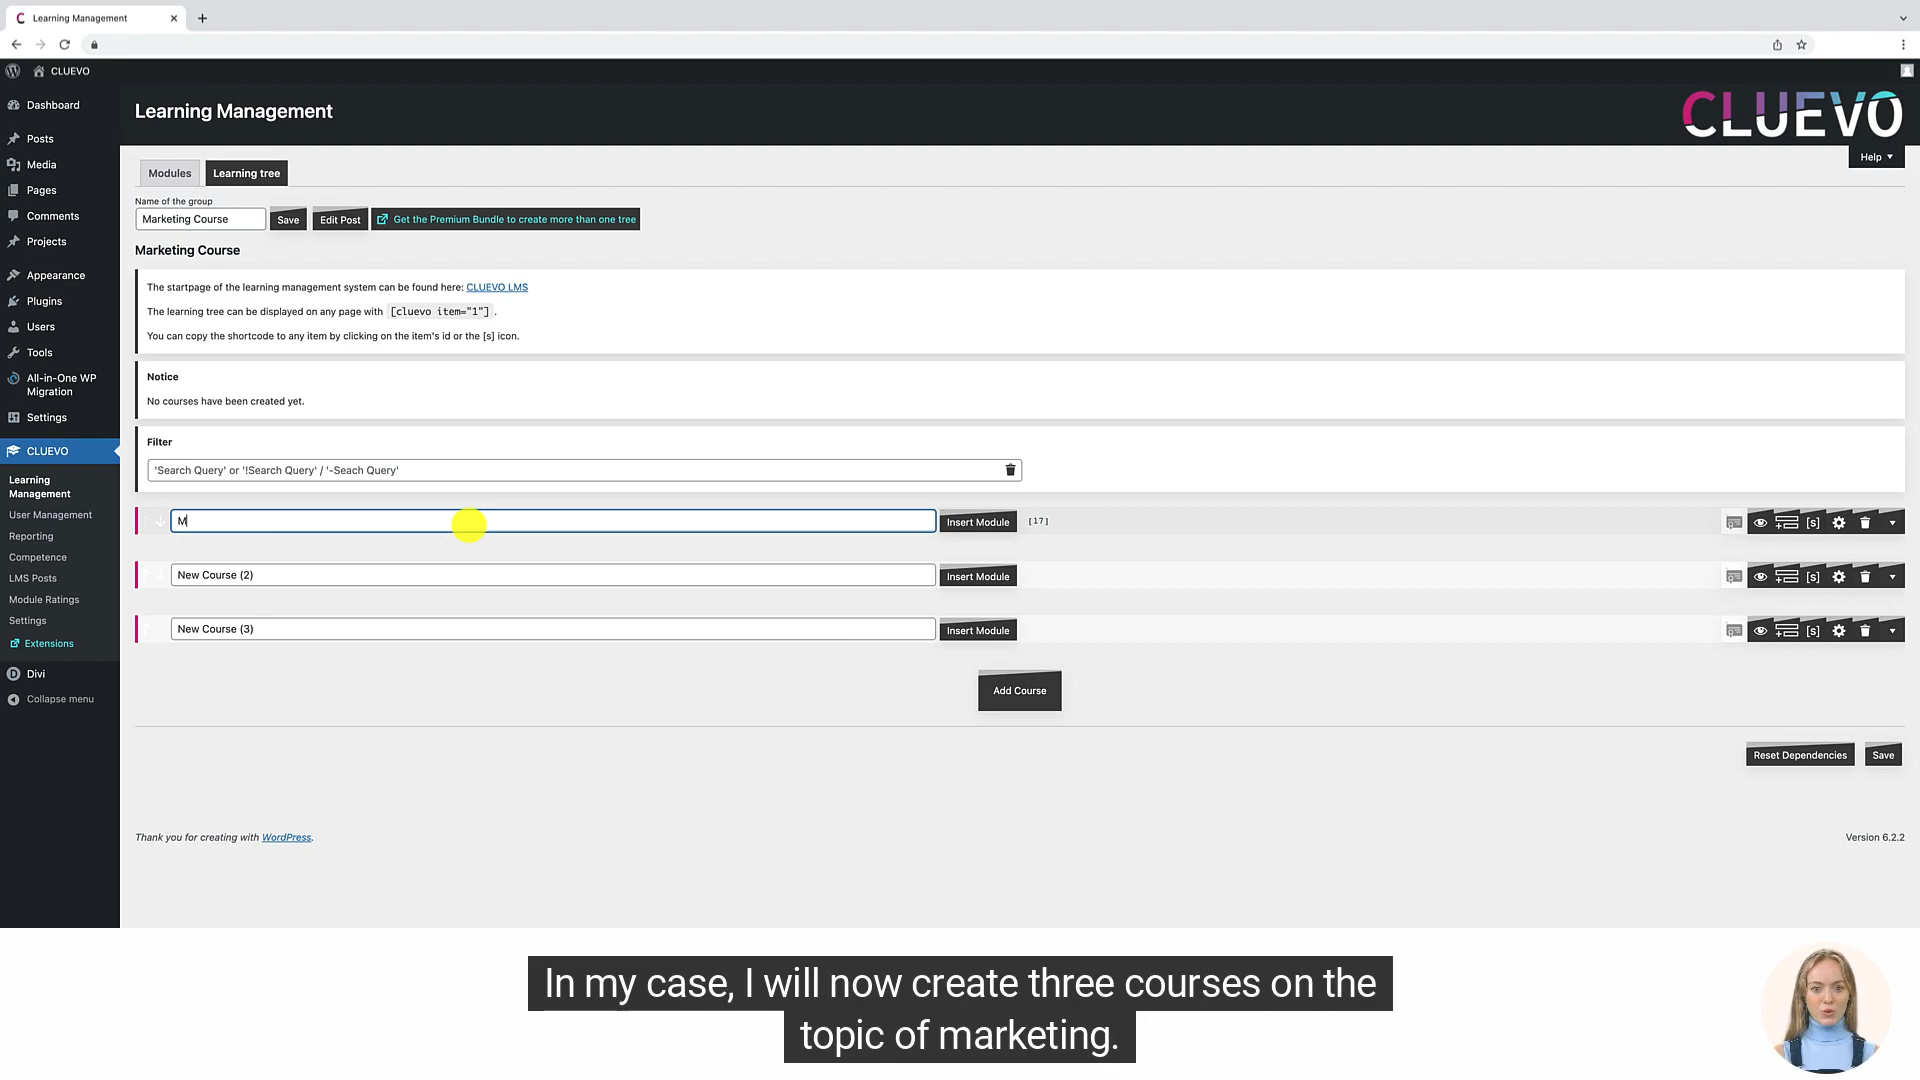 Learning Management
CLUEVO
Dashboard
Posts
Media
Pages
Comments
Projects
Appearance
Plugins
Users
Tools
All-in-One WP
Migration
Settings
CLUEVO
Learning
Management
User Management
Reporting
Competence
LMS Posts
Module Ratings
Settings
Extensions
Divi
Collapse menu
Learning Management
CLUEVO
Help ▼
Modules
Learning tree
Name of the group
Marketing Course
Save
Edit Post
Get the Premium Bundle to create more than one tree
Marketing Course
The startpage of the learning management system can be found here: CLUEVO LMS
The learning tree can be displayed on any page with [cluevo item="1"] .
You can copy the shortcode to any item by clicking on the item's id or the [s] icon.
Notice
No courses have been created yet.
Filter
'Search Query' or '!Search Query' / '-Seach Query'
M
Insert Module
[17]
[s]
New Course (2)
Insert Module
[s]
New Course (3)
Insert Module
[s]
Add Course
Reset Dependencies
Save
Thank you for creating with WordPress.
Version 6.2.2
In my case, I will now create three courses on the
topic of marketing.